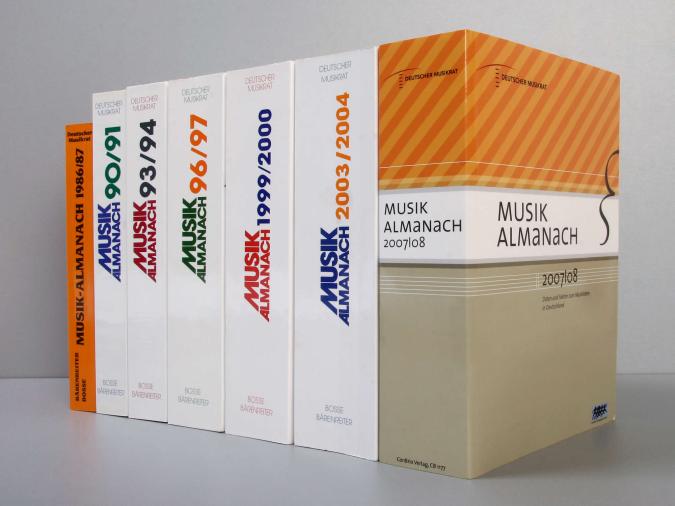 Deutscher
Musikrat
MUSIK-ALMANACH 1986/87
BÄRENREITER
BOSSE
DEUTSCHER
MUSIKRAT
MUSIK
ALMANACH 90/91
BOSSE
BÄRENREITER
DEUTSCHER
MUSIKRAT
MUSIK
ALMANACH 93/94
BOSSE
BÄRENREITER
DEUTSCHER
MUSIKRAT
MUSIK
ALMANACH 96/97
BOSSE
BÄRENREITER
DEUTSCHER
MUSIKRAT
MUSIK
ALMANACH 1999/2000
BOSSE
BÄRENREITER
DEUTSCHER
MUSIKRAT
MUSIK
ALMANACH 2003/2004
BOSSE
BÄRENREITER
DEUTSCHER MUSIKRAT
MUSIK
ALMaNaCH
2007|08
ConBrio Verlag, CB 1177
DEUTSCHER MUSIKRAT
MUSIK
ALMaNaCH
2007|08
Daten und Fakten zum Musikleben
in Deutschland